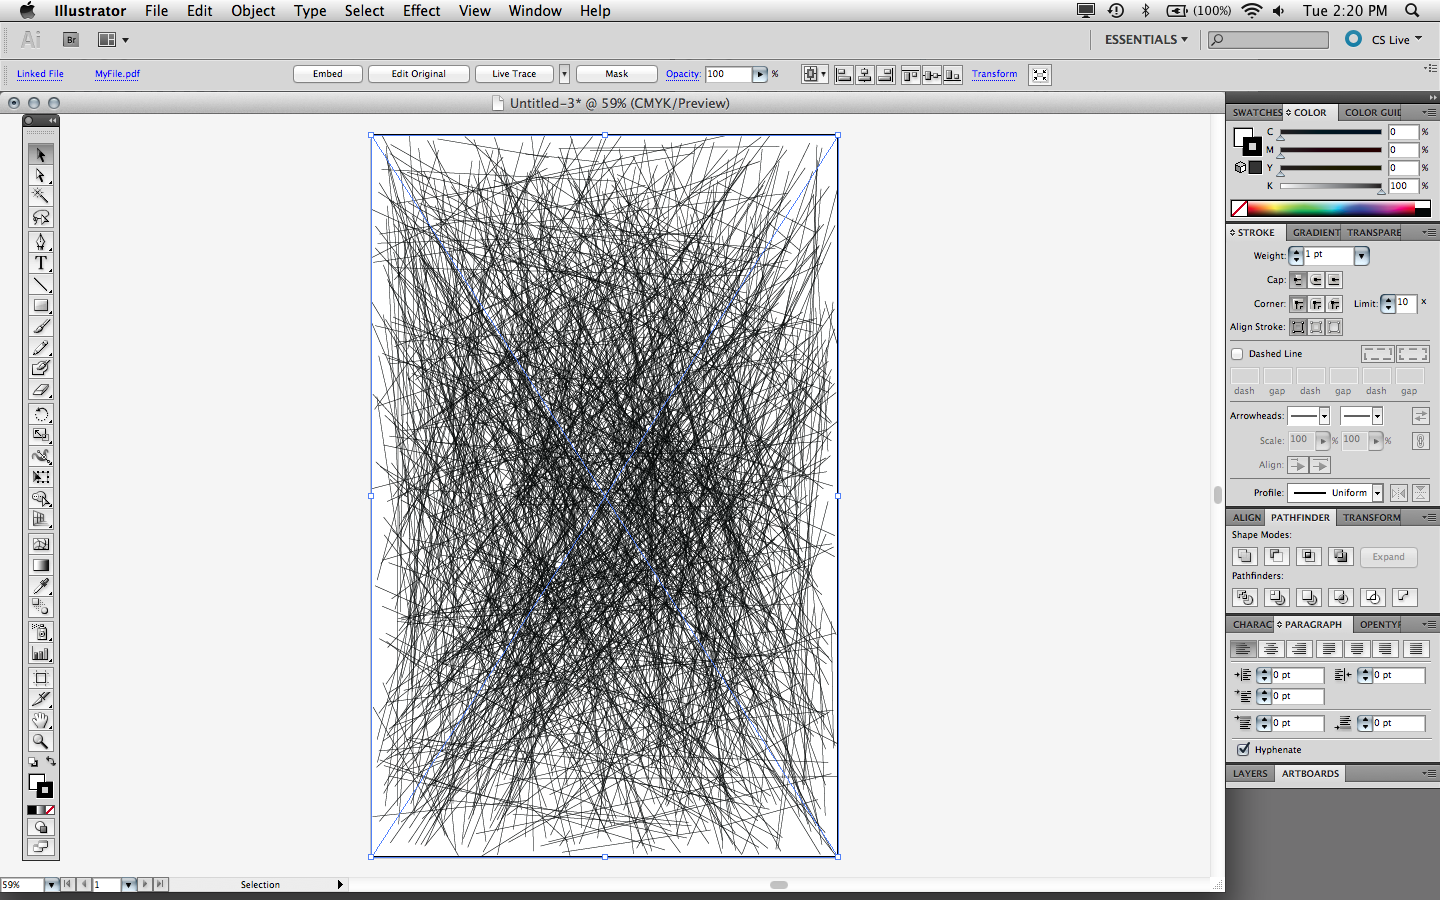 Illustrator File Edit Object Type Select Effect View Window Help (100%) Tue 2:20 PM
Ai Br ESSENTIALS CS Live
Linked File MyFile.pdf Embed Edit Original Live Trace Mask Opacity: 100 % Transform
Untitled-3* @ 59% (CMYK/Preview)
SWATCHES COLOR COLOR GUID
C 0 %
M 0 %
Y 0 %
K 100 %
STROKE GRADIENT TRANSPARE
Weight: 1 pt
Cap:
Corner: Limit: 10 x
Align Stroke:
Dashed Line
dash gap dash gap dash gap
Arrowheads:
Scale: 100 % 100 %
Align:
Profile: Uniform
ALIGN PATHFINDER TRANSFORM
Shape Modes:
Expand
Pathfinders:
CHARAC PARAGRAPH OPENTYP
0 pt 0 pt
0 pt
0 pt 0 pt
Hyphenate
LAYERS ARTBOARDS
59% 1 Selection